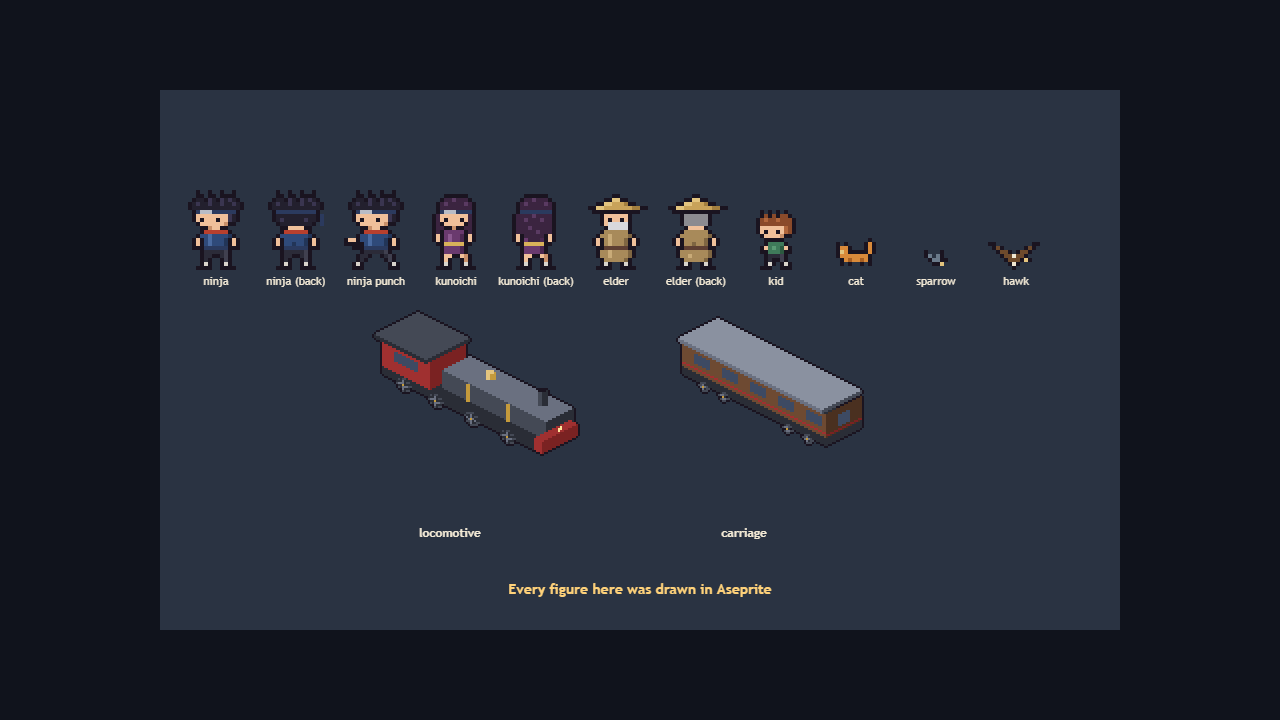 ninja
ninja (back)
ninja punch
kunoichi
kunoichi (back)
elder
elder (back)
kid
cat
sparrow
hawk
locomotive
carriage
Every figure here was drawn in Aseprite